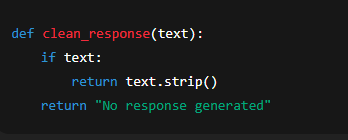 def clean_response(text):
    if text:
        return text.strip()
    return "No response generated"